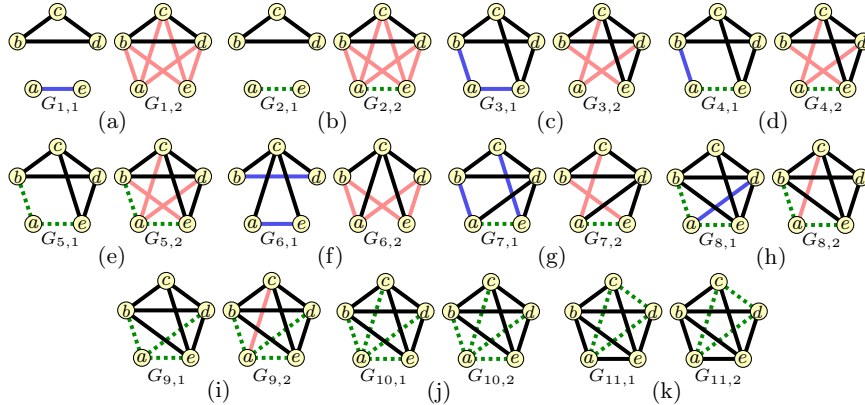 c c c c c c c c
b d b d b d b d b d b d b d b d
a e a e a e a e a e a e a e a e
G1,1 G1,2 G2,1 G2,2 G3,1 G3,2 G4,1 G4,2
(a) (b) (c) (d)
c c c c c c c c
b d b d b d b d b d b d b d b d
a e a e a e a e a e a e a e a e
G5,1 G5,2 G6,1 G6,2 G7,1 G7,2 G8,1 G8,2
(e) (f) (g) (h)
c c c c c c
b d b d b d b d b d b d
a e a e a e a e a e a e
G9,1 G9,2 G10,1 G10,2 G11,1 G11,2
(i) (j) (k)